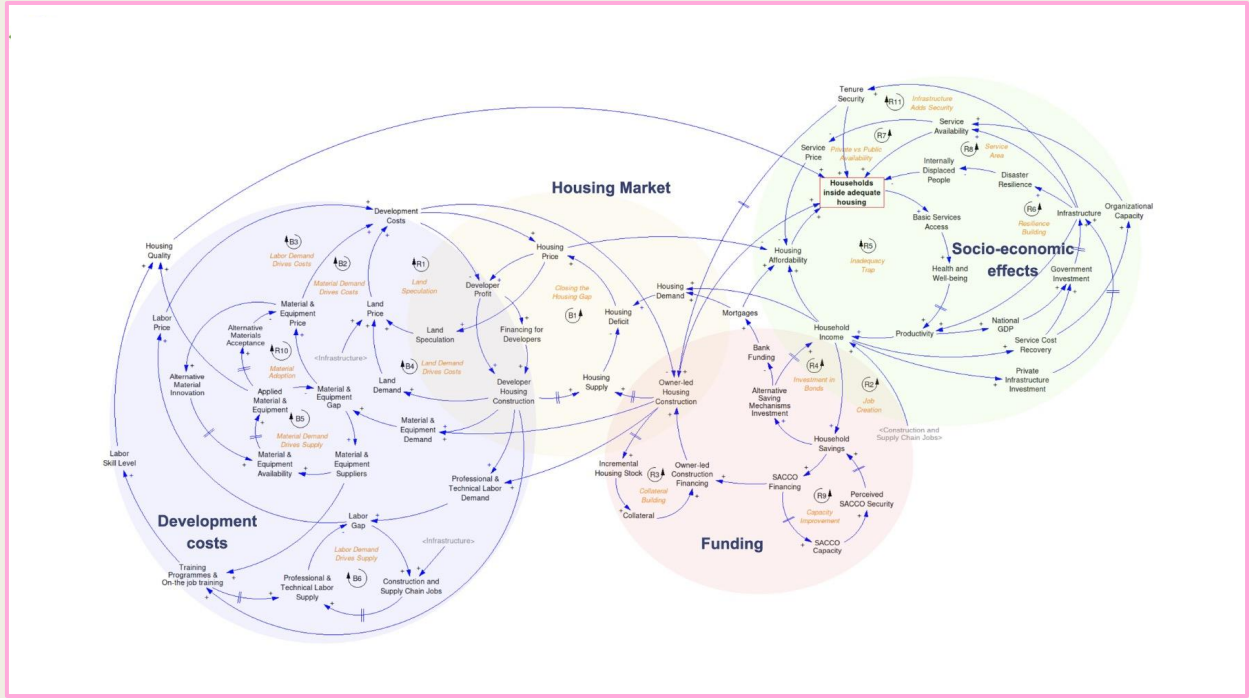 Housing Market
Socio-economic
effects
Development
costs
Funding
Tenure
Security
R11
Infrastructure
Adds Security
Service
Availability
R7
Private vs Public
Availability
R8
Service
Area
Service
Price
Internally
Displaced
People
Disaster
Resilience
Households
inside adequate
housing
R6
Resilience
Building
Infrastructure
Organizational
Capacity
Basic Services
Access
R5
Inadequacy
Trap
Housing
Affordability
Health and
Well-being
Government
Investment
National
GDP
Productivity
Service Cost
Recovery
Private
Infrastructure
Investment
Household
Income
Development
Costs
B3
Labor Demand
Drives Costs
B2
Material Demand
Drives Costs
R1
Land
Speculation
Housing
Quality
Housing
Price
Developer
Profit
Closing the
Housing Gap
B1
Housing
Demand
Housing
Deficit
Mortgages
Labor
Price
Material &
Equipment
Price
Land
Price
Land
Speculation
Financing for
Developers
Alternative
Materials
Acceptance
R10
Material
Adoption
<Infrastructure>
B4
Land Demand
Drives Costs
Bank
Funding
R4
Investment in
Bonds
R2
Job
Creation
Alternative
Material
Innovation
Applied
Material &
Equipment
Material &
Equipment
Gap
Land
Demand
Developer
Housing
Construction
Housing
Supply
Owner-led
Housing
Construction
Alternative
Saving
Mechanisms
Investment
B5
Material Demand
Drives Supply
Material &
Equipment
Demand
<Construction and
Supply Chain Jobs>
Household
Savings
Labor
Skill Level
Material &
Equipment
Availability
Material &
Equipment
Suppliers
Professional &
Technical Labor
Demand
Incremental
Housing Stock
R3
Collateral
Building
Owner-led
Construction
Financing
SACCO
Financing
R9
Capacity
Improvement
Perceived
SACCO Security
Collateral
SACCO
Capacity
Labor
Gap
Labor Demand
Drives Supply
B6
<Infrastructure>
Training
Programmes &
On-the job training
Professional &
Technical Labor
Supply
Construction and
Supply Chain Jobs